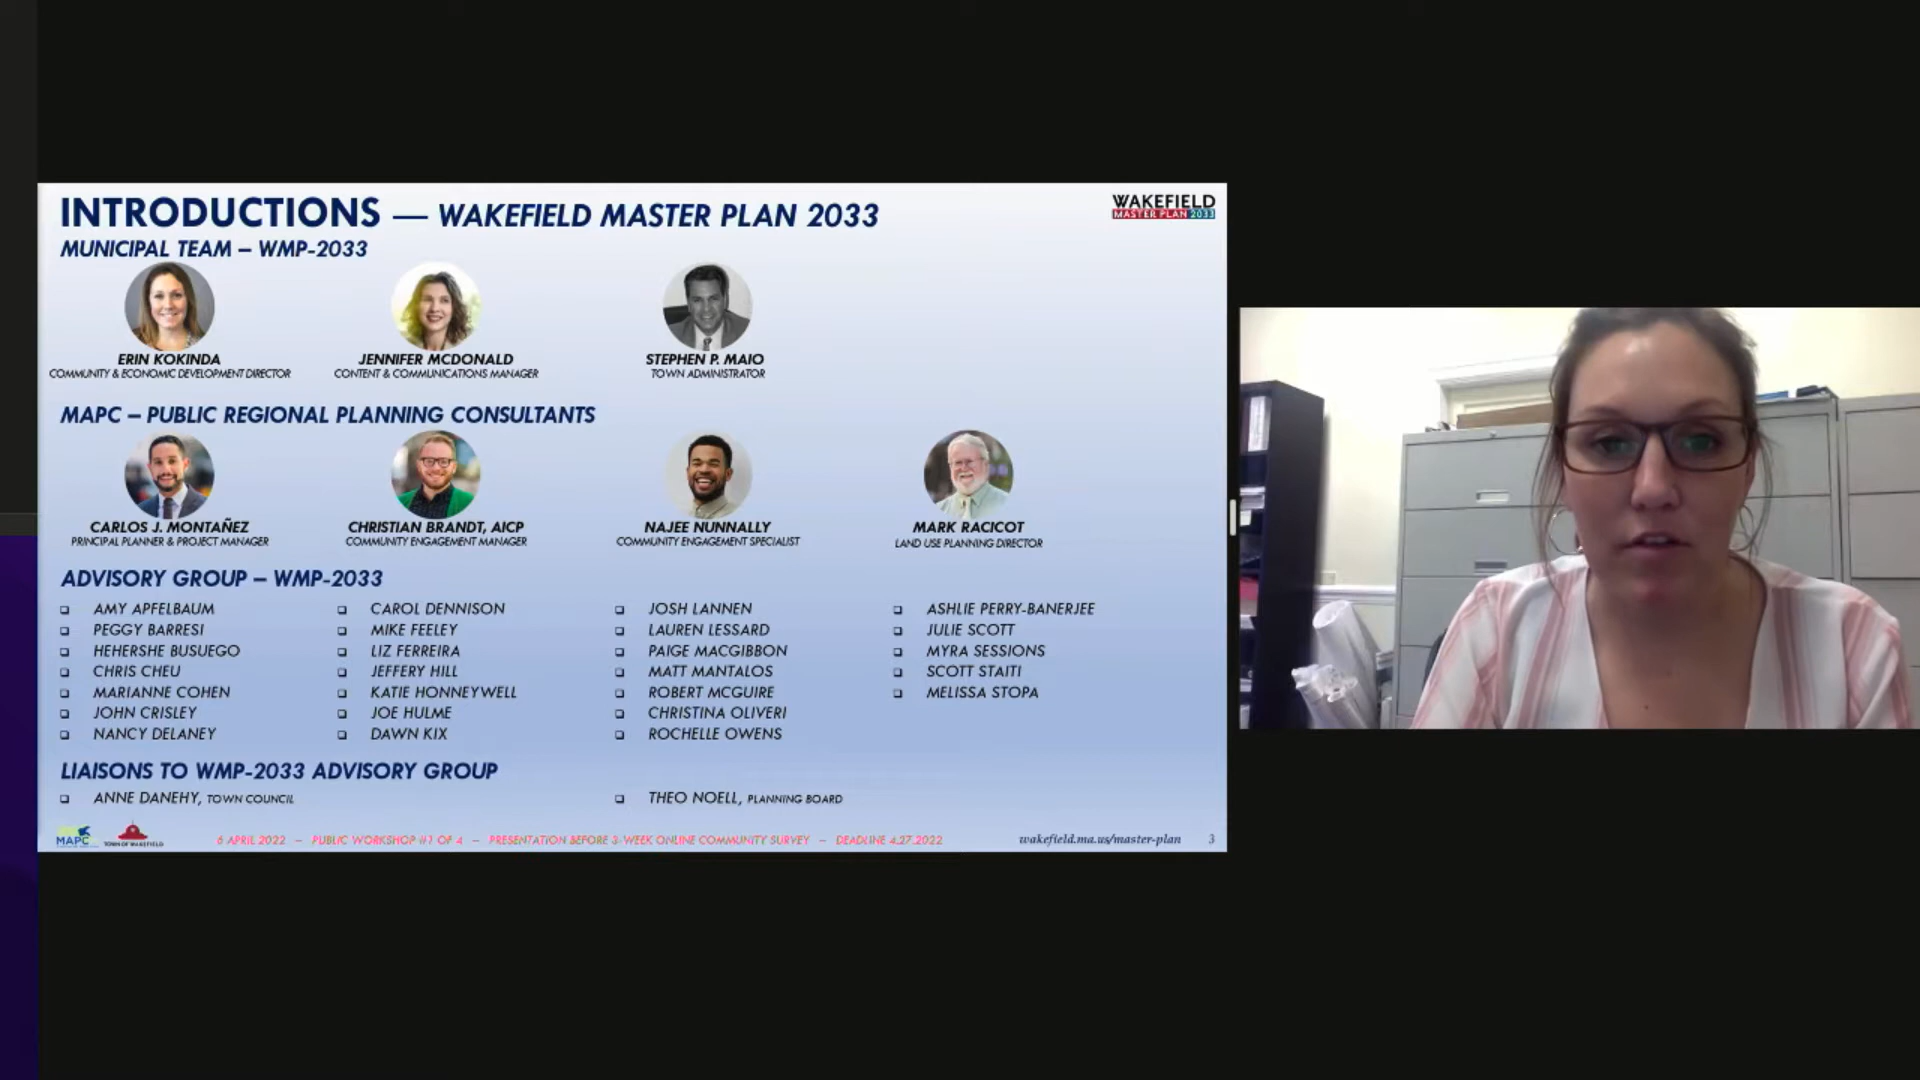 INTRODUCTIONS — WAKEFIELD MASTER PLAN 2033
WAKEFIELD
MASTER PLAN 2033
MUNICIPAL TEAM – WMP-2033
ERIN KOKINDA
COMMUNITY & ECONOMIC DEVELOPMENT DIRECTOR
JENNIFER MCDONALD
CONTENT & COMMUNICATIONS MANAGER
STEPHEN P. MAIO
TOWN ADMINISTRATOR
MAPC – PUBLIC REGIONAL PLANNING CONSULTANTS
CARLOS J. MONTAÑEZ
PRINCIPAL PLANNER & PROJECT MANAGER
CHRISTIAN BRANDT, AICP
COMMUNITY ENGAGEMENT MANAGER
NAJEE NUNNALLY
COMMUNITY ENGAGEMENT SPECIALIST
MARK RACICOT
LAND USE PLANNING DIRECTOR
ADVISORY GROUP – WMP-2033
AMY APFELBAUM
PEGGY BARRESI
HEHERSHE BUSUEGO
CHRIS CHEU
MARIANNE COHEN
JOHN CRISLEY
NANCY DELANEY
CAROL DENNISON
MIKE FEELEY
LIZ FERREIRA
JEFFERY HILL
KATIE HONNEYWELL
JOE HULME
DAWN KIX
JOSH LANNEN
LAUREN LESSARD
PAIGE MACGIBBON
MATT MANTALOS
ROBERT MCGUIRE
CHRISTINA OLIVERI
ROCHELLE OWENS
ASHLIE PERRY-BANERJEE
JULIE SCOTT
MYRA SESSIONS
SCOTT STAITI
MELISSA STOPA
LIAISONS TO WMP-2033 ADVISORY GROUP
ANNE DANEHY, TOWN COUNCIL
THEO NOELL, PLANNING BOARD
MAPC
TOWN OF WAKEFIELD
6 APRIL 2022 – PUBLIC WORKSHOP #1 OF 4 – PRESENTATION BEFORE 3-WEEK ONLINE COMMUNITY SURVEY – DEADLINE 4.27.2022
wakefield.ma.us/master-plan 3